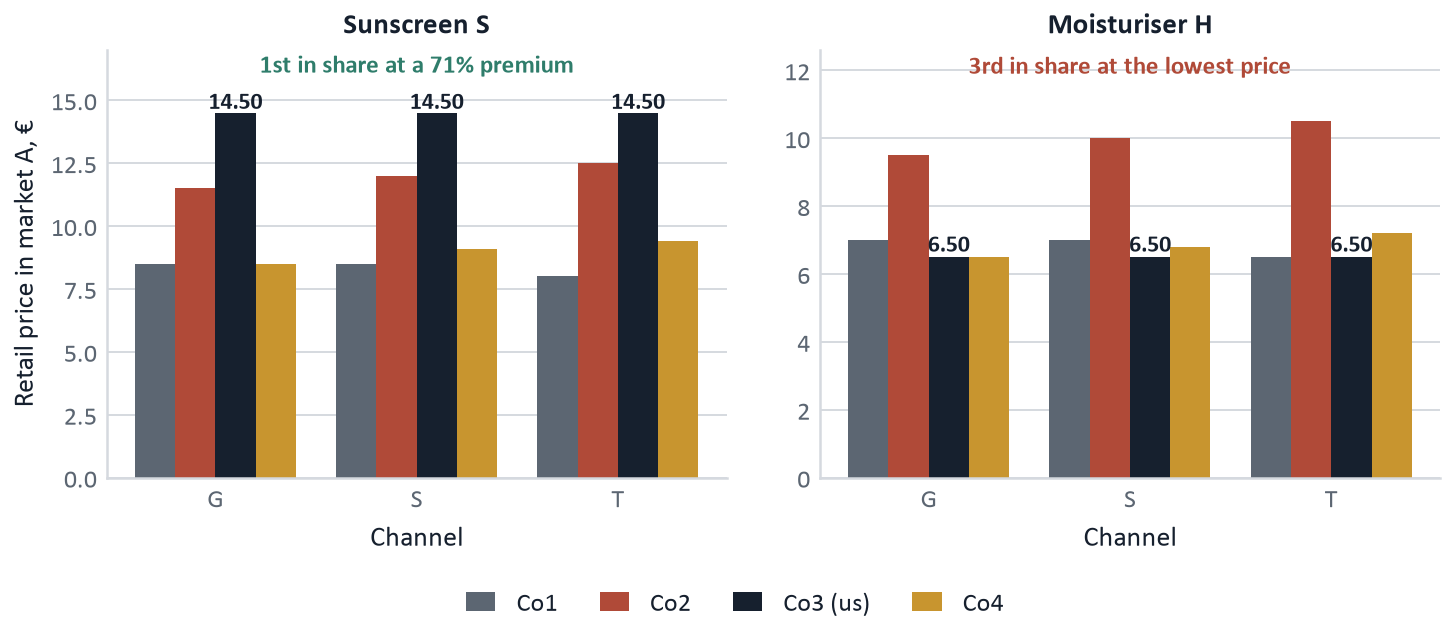 Sunscreen S
1st in share at a 71% premium
Retail price in market A, €
15.0
12.5
10.0
7.5
5.0
2.5
0.0
14.50
14.50
14.50
G
S
T
Channel
Moisturiser H
3rd in share at the lowest price
12
10
8
6
4
2
0
6.50
6.50
6.50
G
S
T
Channel
Co1
Co2
Co3 (us)
Co4